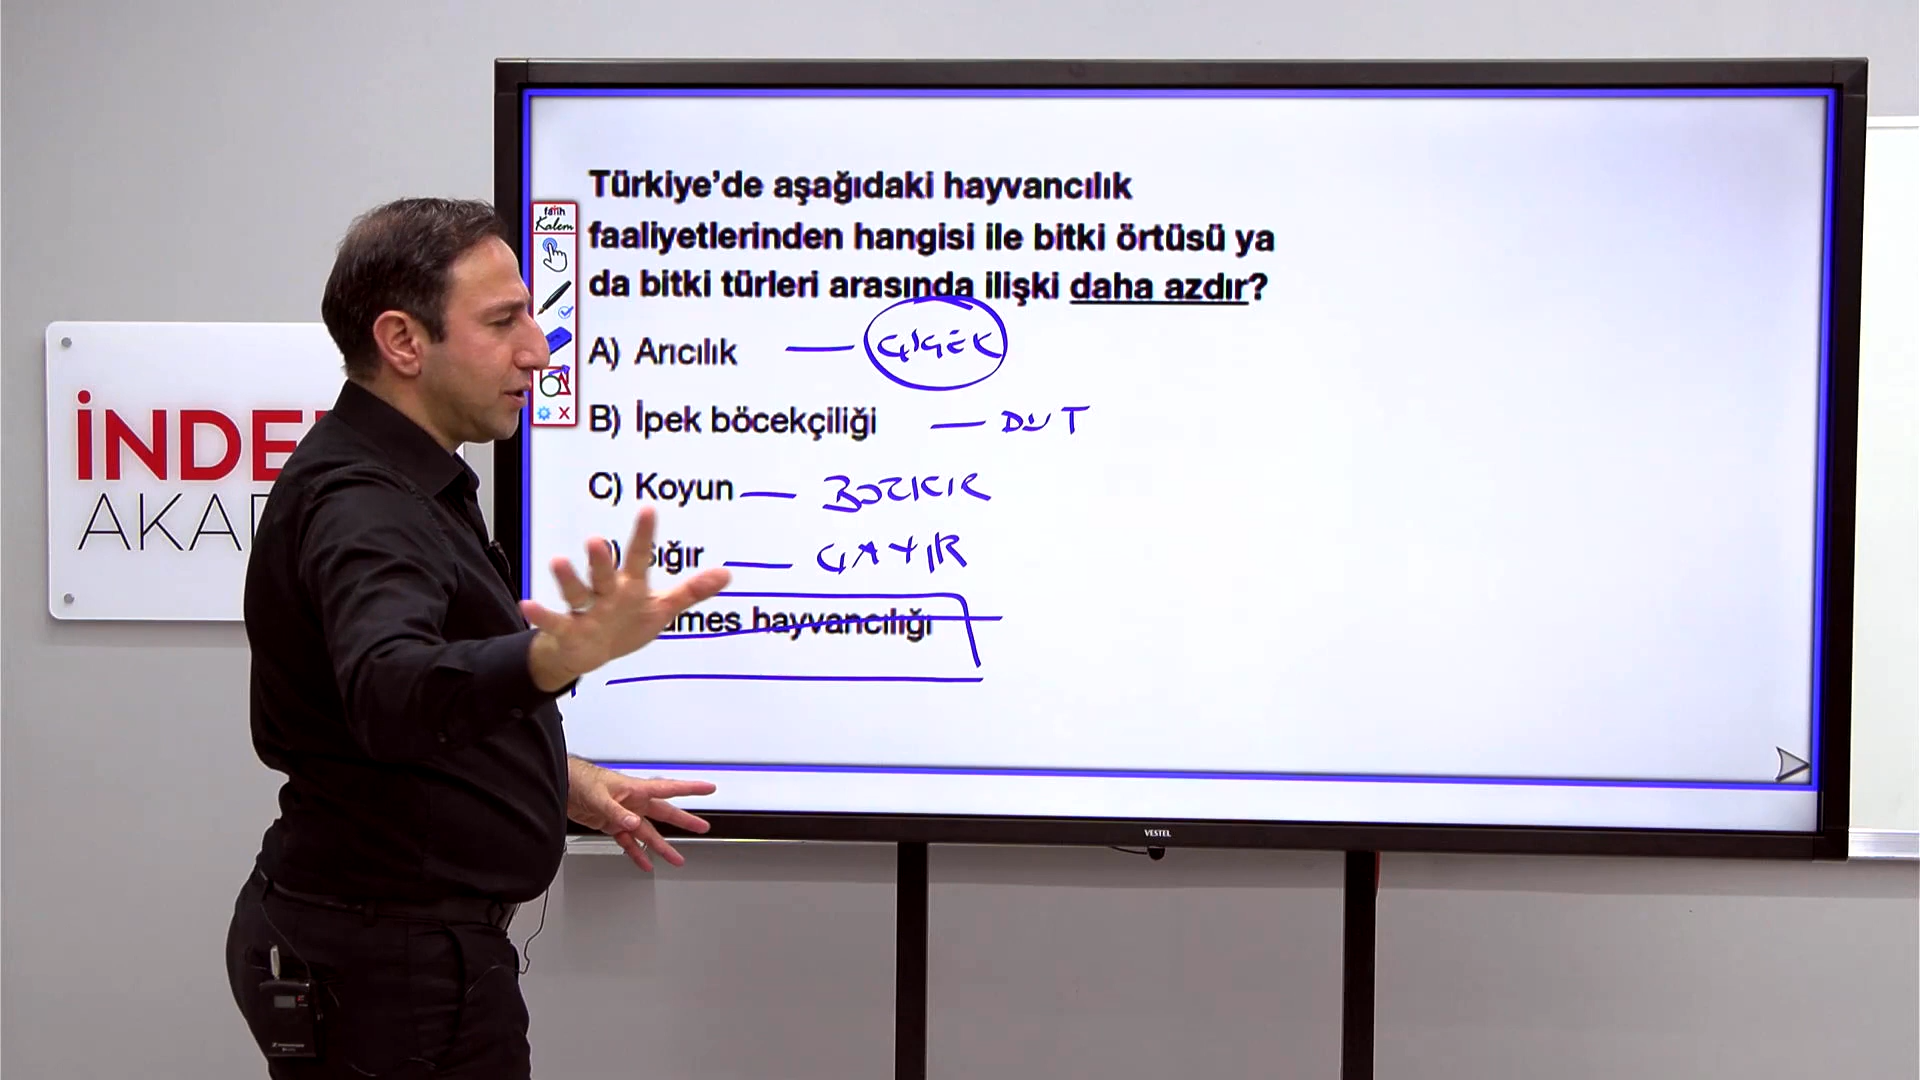 Türkiye’de aşağıdaki hayvancılık
faaliyetlerinden hangisi ile bitki örtüsü ya
da bitki türleri arasında ilişki daha azdır?
A) Arıcılık — ÇİÇEK
B) İpek böcekçiliği — DUT
C) Koyun — BOZKIR
Sığır — ÇAYIR
hayvancılığı
fatih
Kalem
İNDE
AKA
VESTEL